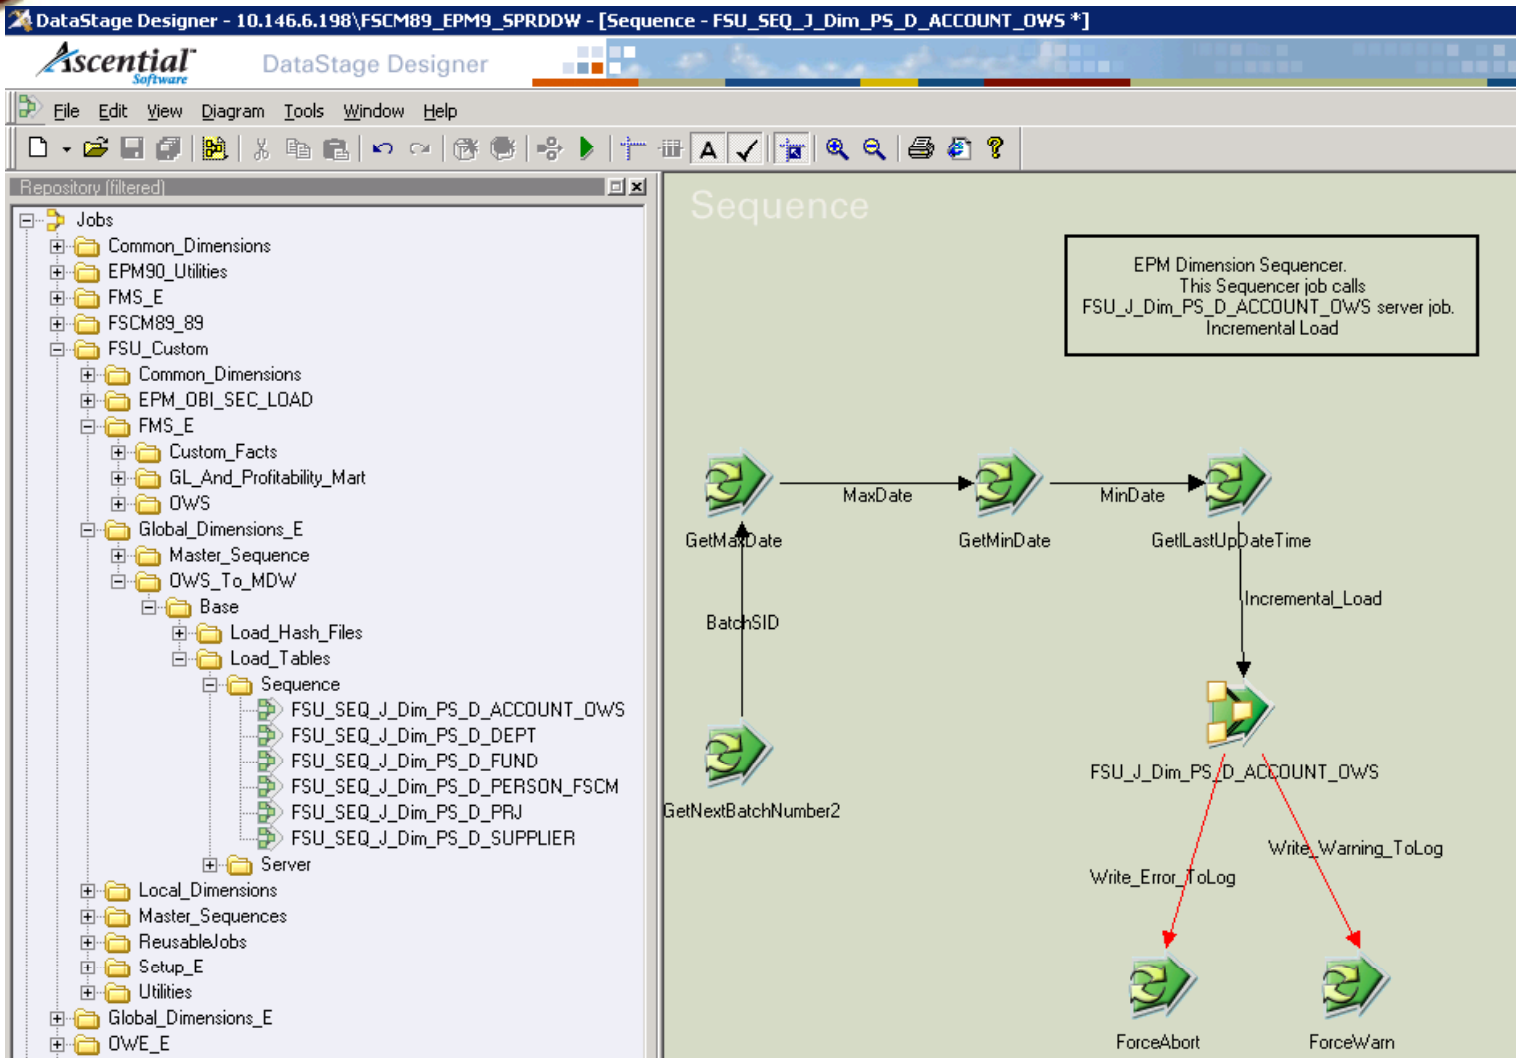 DataStage Designer - 10.146.6.198\FSCM89_EPM9_SPRDDW - [Sequence - FSU_SEQ_J_Dim_PS_D_ACCOUNT_OWS *]
Ascential
Software
DataStage Designer
File Edit View Diagram Tools Window Help
A
Repository (filtered)
Jobs
Common_Dimensions
EPM90_Utilities
FMS_E
FSCM89_89
FSU_Custom
Common_Dimensions
EPM_OBI_SEC_LOAD
FMS_E
Custom_Facts
GL_And_Profitability_Mart
OWS
Global_Dimensions_E
Master_Sequence
OWS_To_MDW
Base
Load_Hash_Files
Load_Tables
Sequence
FSU_SEQ_J_Dim_PS_D_ACCOUNT_OWS
FSU_SEQ_J_Dim_PS_D_DEPT
FSU_SEQ_J_Dim_PS_D_FUND
FSU_SEQ_J_Dim_PS_D_PERSON_FSCM
FSU_SEQ_J_Dim_PS_D_PRJ
FSU_SEQ_J_Dim_PS_D_SUPPLIER
Server
Local_Dimensions
Master_Sequences
ReusableJobs
Setup_E
Utilities
Global_Dimensions_E
OWE_E
Sequence
EPM Dimension Sequencer.
This Sequencer job calls
FSU_J_Dim_PS_D_ACCOUNT_OWS server job.
Incremental Load
MaxDate
MinDate
GetMaxDate
GetMinDate
GetlLastUpDateTime
Incremental_Load
BatchSID
FSU_J_Dim_PS_D_ACCOUNT_OWS
GetNextBatchNumber2
Write_Warning_ToLog
Write_Error_ToLog
ForceAbort
ForceWarn